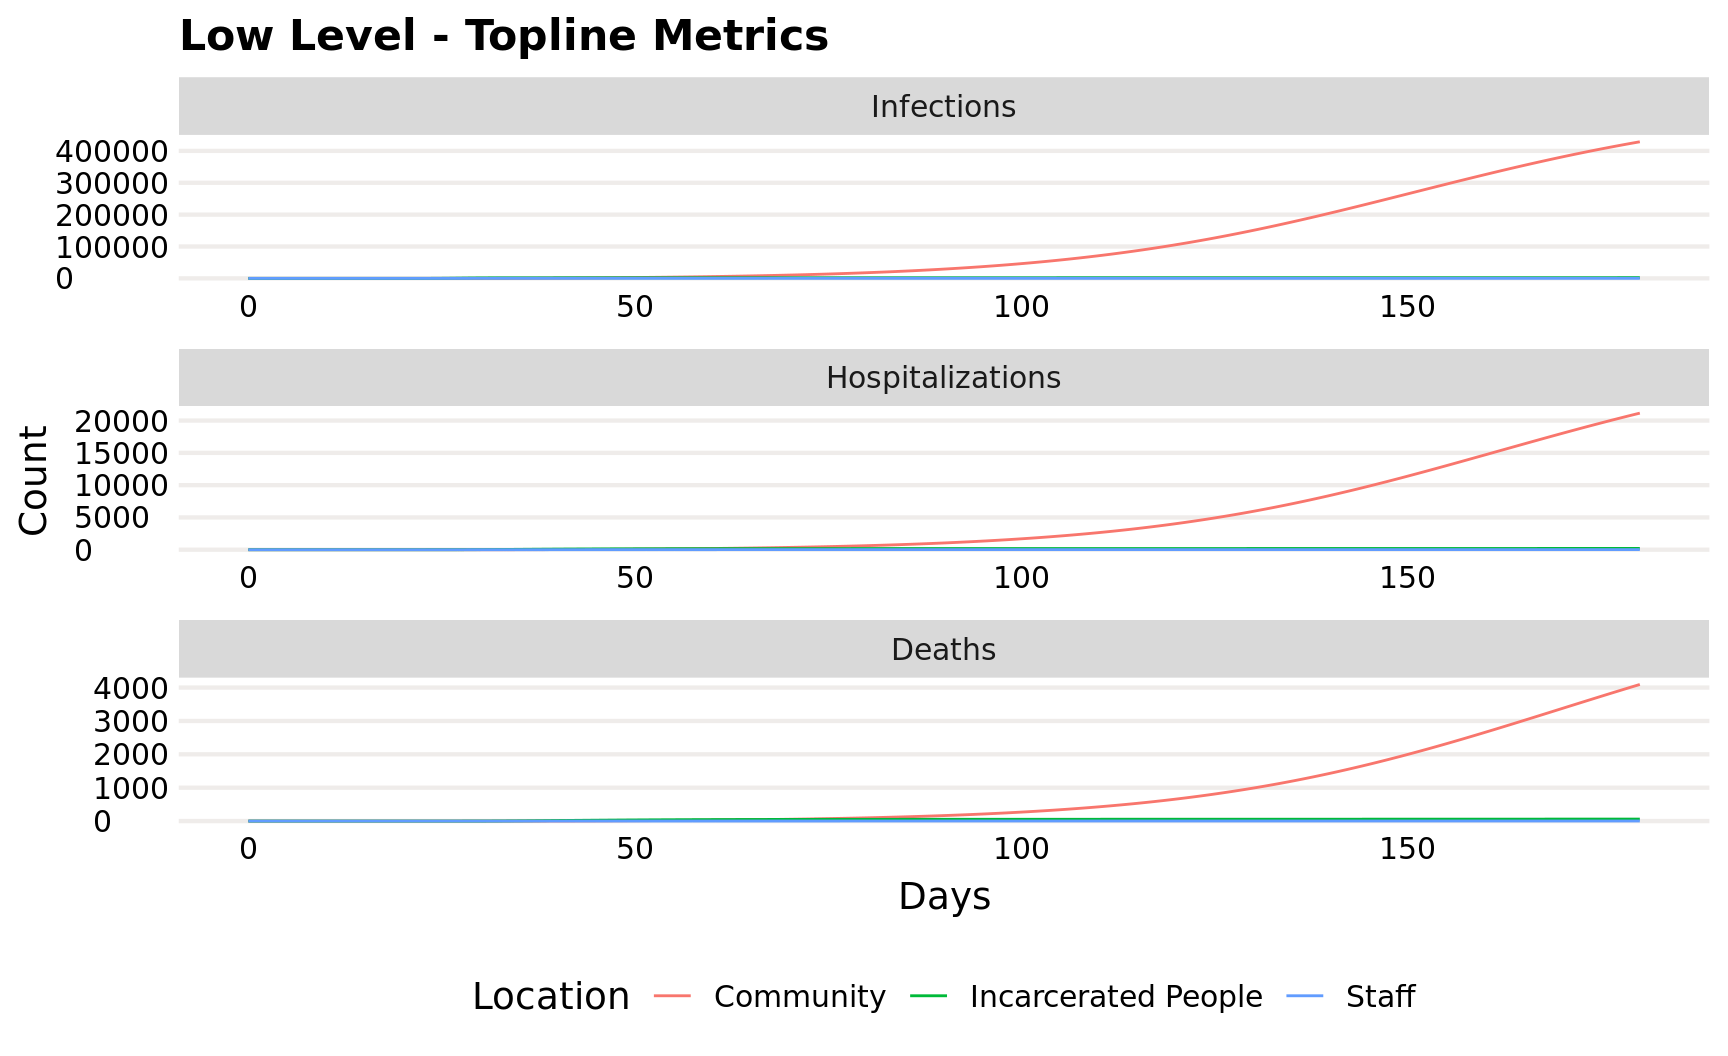 Low Level - Topline Metrics
Infections
400000
300000
200000
100000
0
0 50 100 150
Hospitalizations
20000
15000
10000
5000
0
0 50 100 150
Deaths
4000
3000
2000
1000
0
0 50 100 150
Count
Days
Location Community Incarcerated People Staff